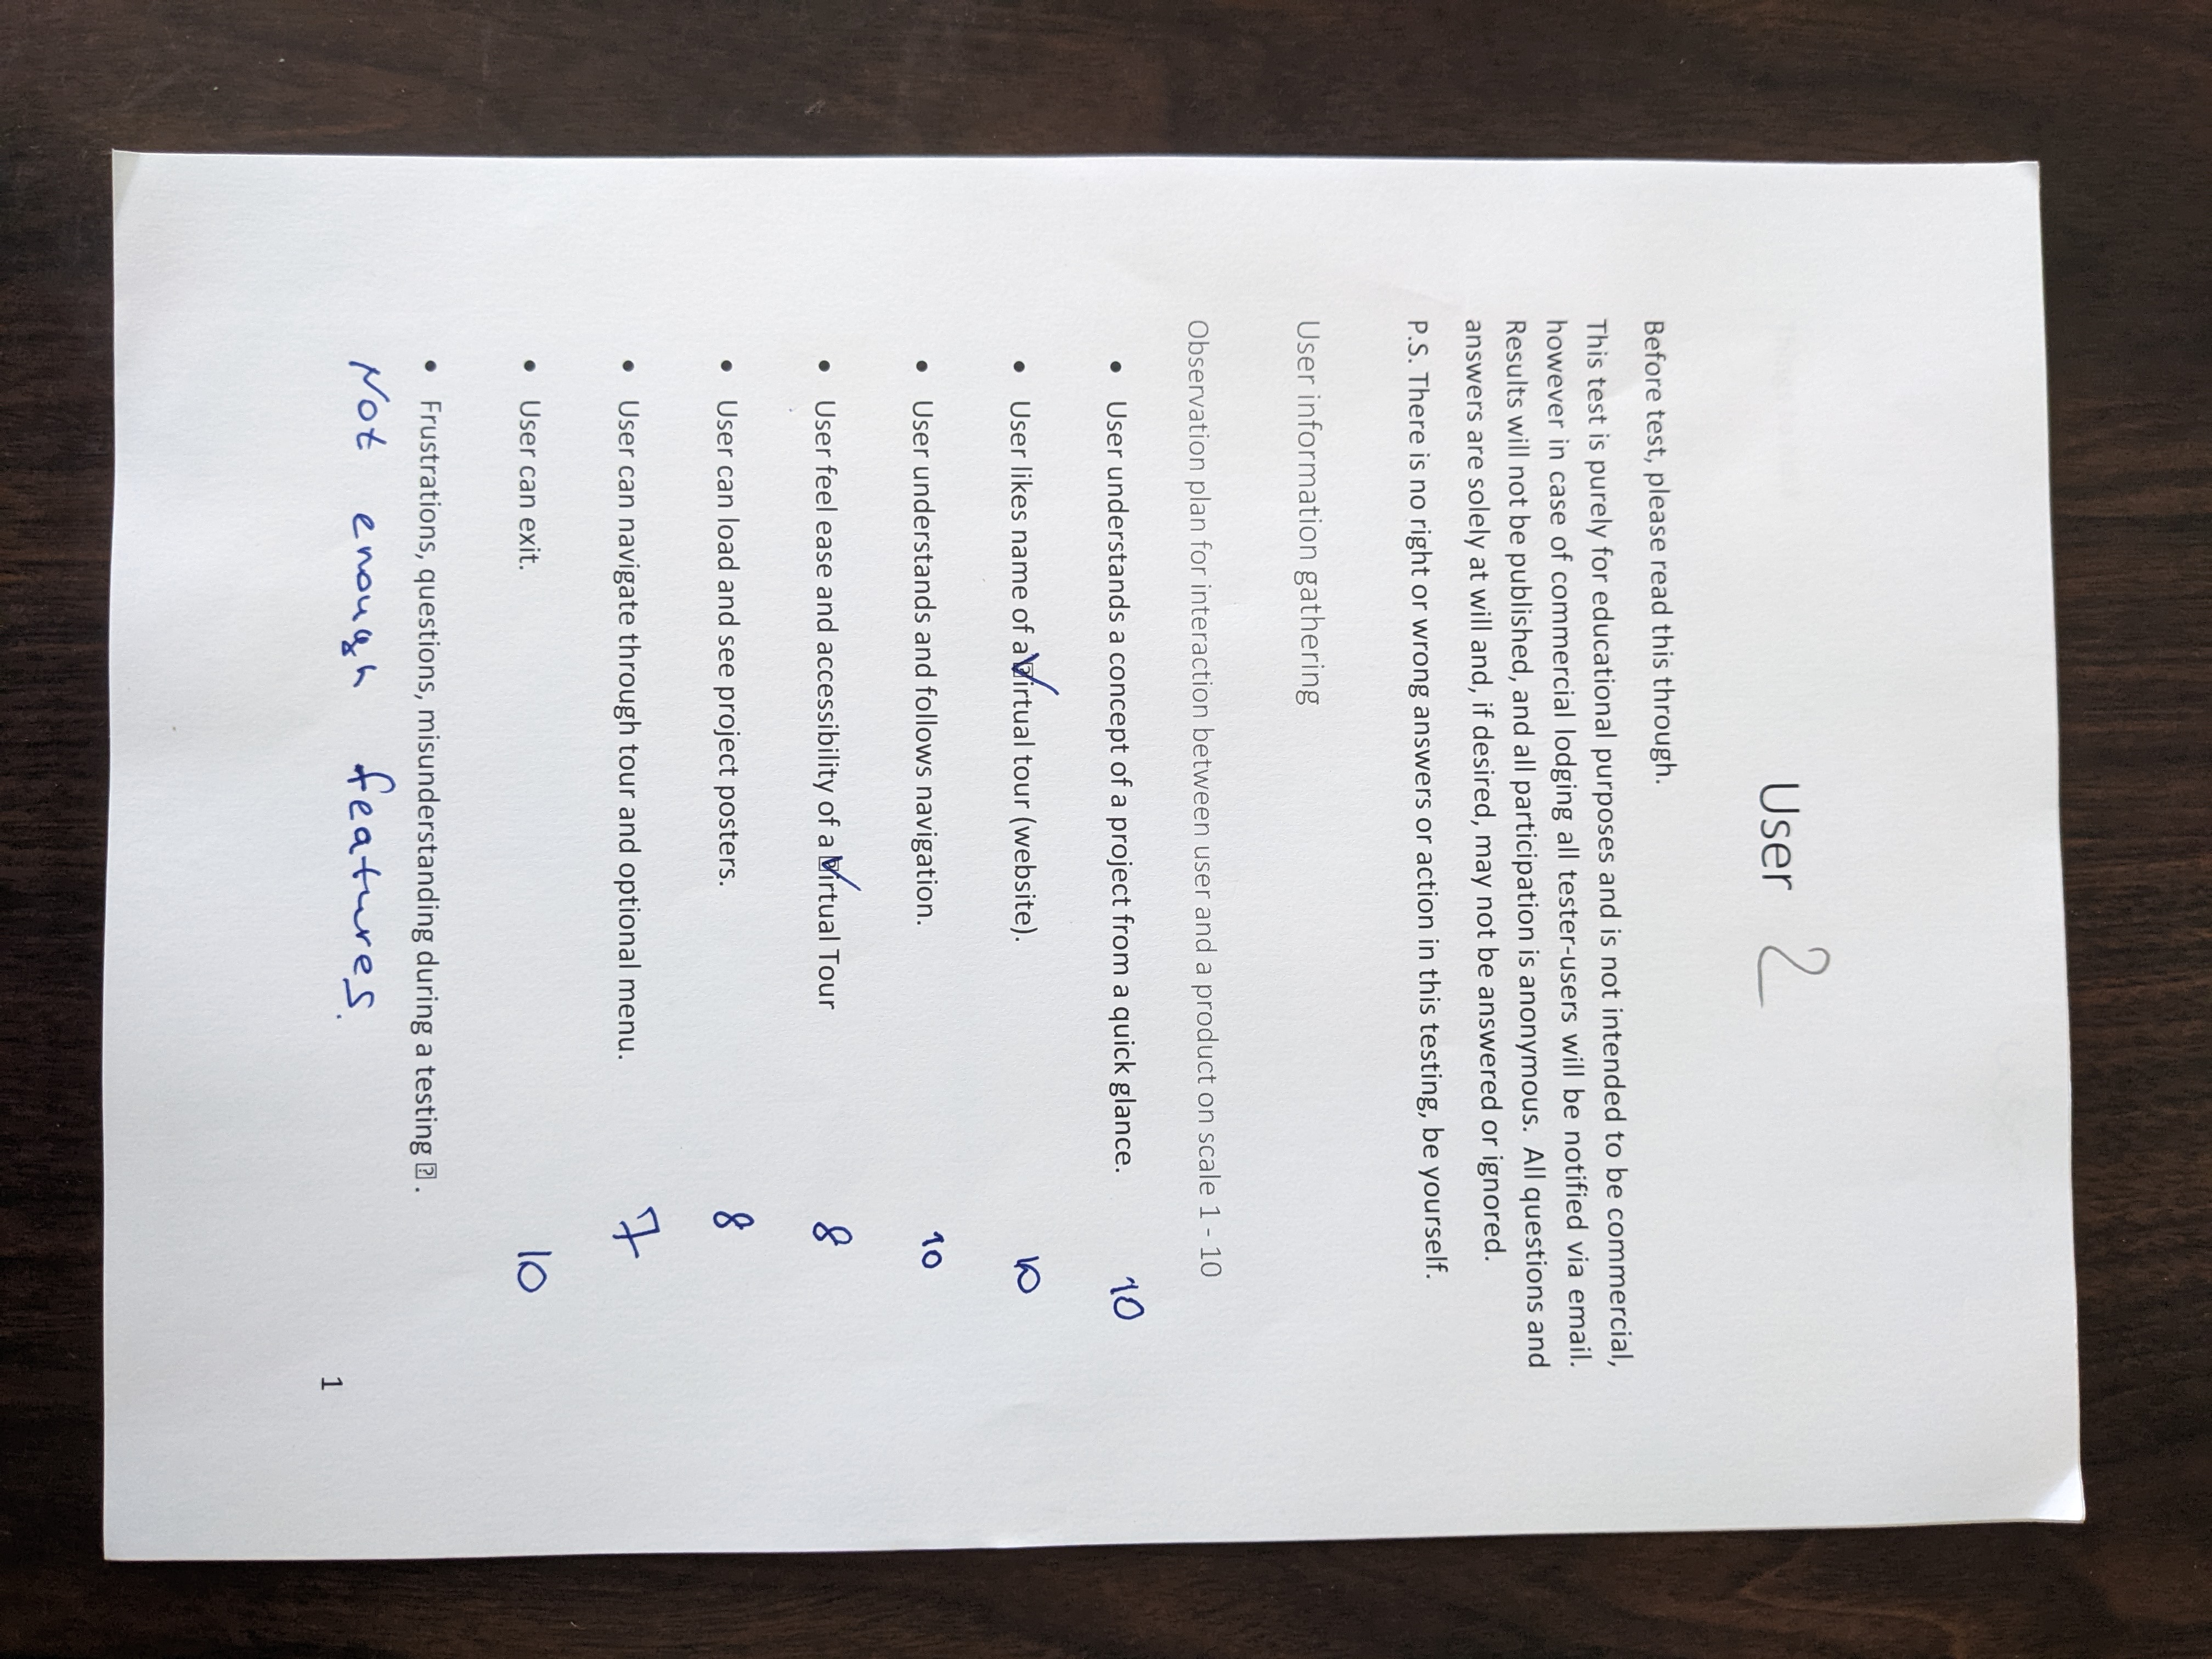 User 2
Before test, please read this through.
This test is purely for educational purposes and is not intended to be commercial,
however in case of commercial lodging all tester-users will be notified via email.
Results will not be published, and all participation is anonymous. All questions and
answers are solely at will and, if desired, may not be answered or ignored.
P.S. There is no right or wrong answers or action in this testing, be yourself.
User information gathering
Observation plan for interaction between user and a product on scale 1 - 10
• User understands a concept of a project from a quick glance. 10
• User likes name of a Virtual tour (website). 10
• User understands and follows navigation. 10
• User feel ease and accessibility of a Virtual Tour 8
• User can load and see project posters. 8
• User can navigate through tour and optional menu. 7
• User can exit. 10
• Frustrations, questions, misunderstanding during a testing ⍰ .
Not enough features.
1